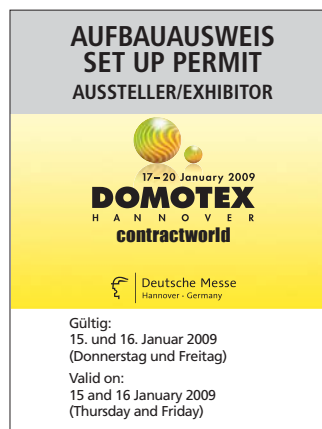 AUFBAUAUSWEIS
SET UP PERMIT
AUSSTELLER/EXHIBITOR
17–20 January 2009
DOMOTEX
HANNOVER
contractworld
Deutsche Messe
Hannover · Germany
Gültig:
15. und 16. Januar 2009
(Donnerstag und Freitag)
Valid on:
15 and 16 January 2009
(Thursday and Friday)